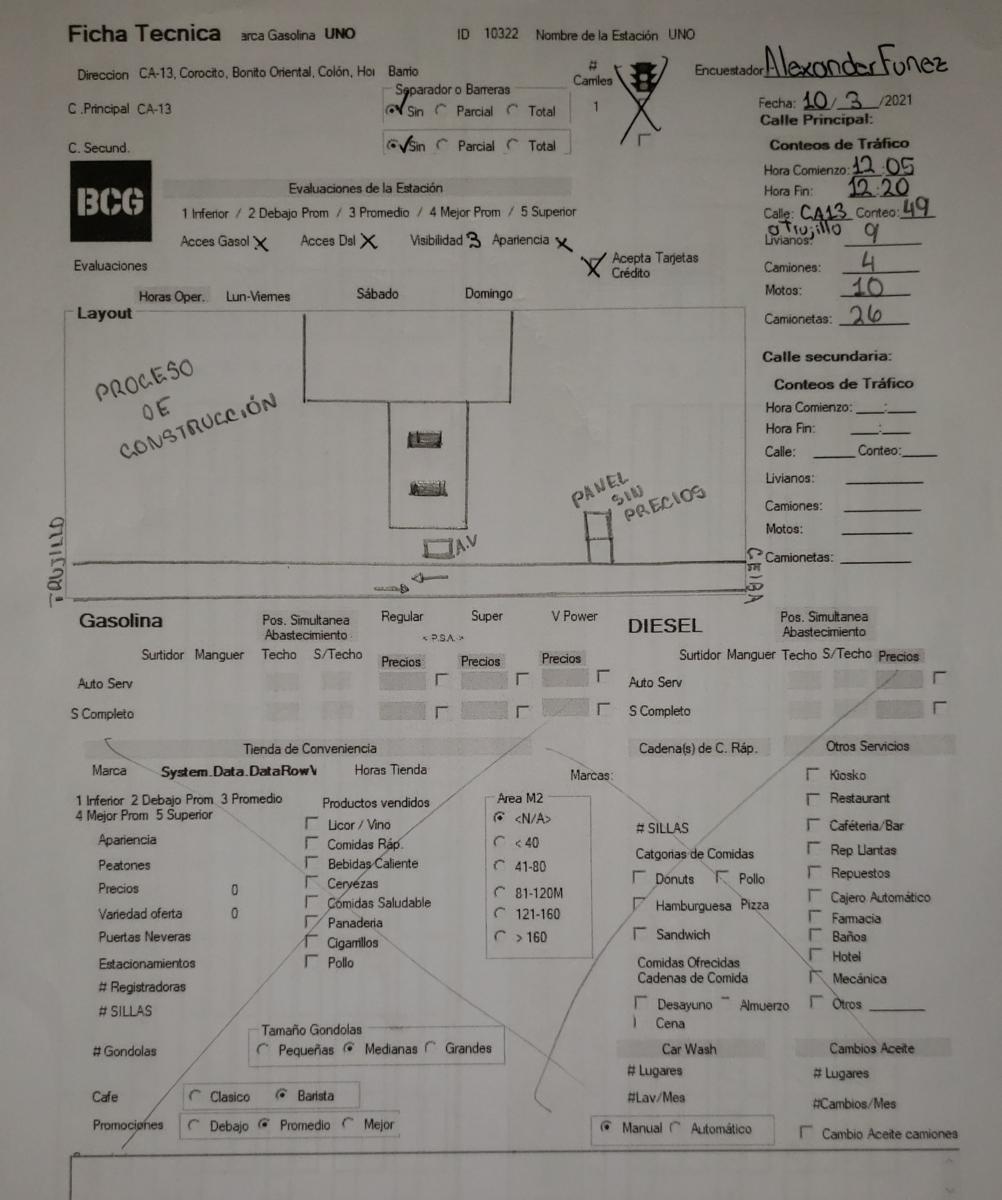 Ficha Tecnica arca Gasolina UNO ID 10322 Nombre de la Estación UNO
Direccion CA-13, Corocito, Bonito Oriental, Colón, Hoi Barrio # Carriles Encuestador Alexander Funez
Separador o Barreras
C .Principal CA-13 Sin Parcial Total 1 Fecha: 10/3/2021
Calle Principal:
C. Secund. Sin Parcial Total Conteos de Tráfico
BCG
Hora Comienzo: 12:05
Evaluaciones de la Estación Hora Fin: 12:20
1 Inferior / 2 Debajo Prom / 3 Promedio / 4 Mejor Prom / 5 Superior Calle: CA13 Conteo: 49
a Trujillo
Acces Gasol X Acces Dsl X Visibilidad 3 Apariencia X Livianos: 9
Evaluaciones Acepta Tarjetas Crédito Camiones: 4
Horas Oper. Lun-Viernes Sábado Domingo Motos: 10
Layout Camionetas: 26
PROCESO
DE
CONSTRUCCIÓN
Calle secundaria:
Conteos de Tráfico
Hora Comienzo: ___:___
Hora Fin: ___:___
Calle: ______ Conteo:_____
Livianos:
PANEL
SIN
PRECIOS
Camiones:
Motos:
A.V
Camionetas:
TRUJILLO
CEIBA
Gasolina Pos. Simultanea Abastecimiento Regular Super V Power DIESEL Pos. Simultanea Abastecimiento
< P.S.A. >
Surtidor Manguer Techo S/Techo Precios Precios Precios Surtidor Manguer Techo S/Techo Precios
Auto Serv Auto Serv
S Completo S Completo
Tienda de Conveniencia Cadena(s) de C. Ráp. Otros Servicios
Marca System.Data.DataRowV Horas Tienda Marcas: Kiosko
1 Inferior 2 Debajo Prom 3 Promedio
4 Mejor Prom 5 Superior
Productos vendidos
Area M2
Restaurant
Licor / Vino <N/A> # SILLAS Caféteria/Bar
Apariencia Comidas Ráp. < 40 Catgorias de Comidas Rep Llantas
Peatones Bebidas Caliente 41-80 Donuts Pollo Repuestos
Precios 0 Cervezas 81-120M Hamburguesa Pizza Cajero Automático
Variedad oferta 0 Comidas Saludable 121-160 Farmacia
Puertas Neveras Panaderia > 160 Sandwich Baños
Estacionamientos Cigarrillos Comidas Ofrecidas Hotel
Pollo Cadenas de Comida Mecánica
# Registradoras
# SILLAS Desayuno Almuerzo Otros ________
Cena
Tamaño Gondolas
# Gondolas Pequeñas Medianas Grandes Car Wash Cambios Aceite
# Lugares # Lugares
Cafe Clasico Barista #Lav/Mes #Cambios/Mes
Promociones Debajo Promedio Mejor Manual Automático Cambio Aceite camiones